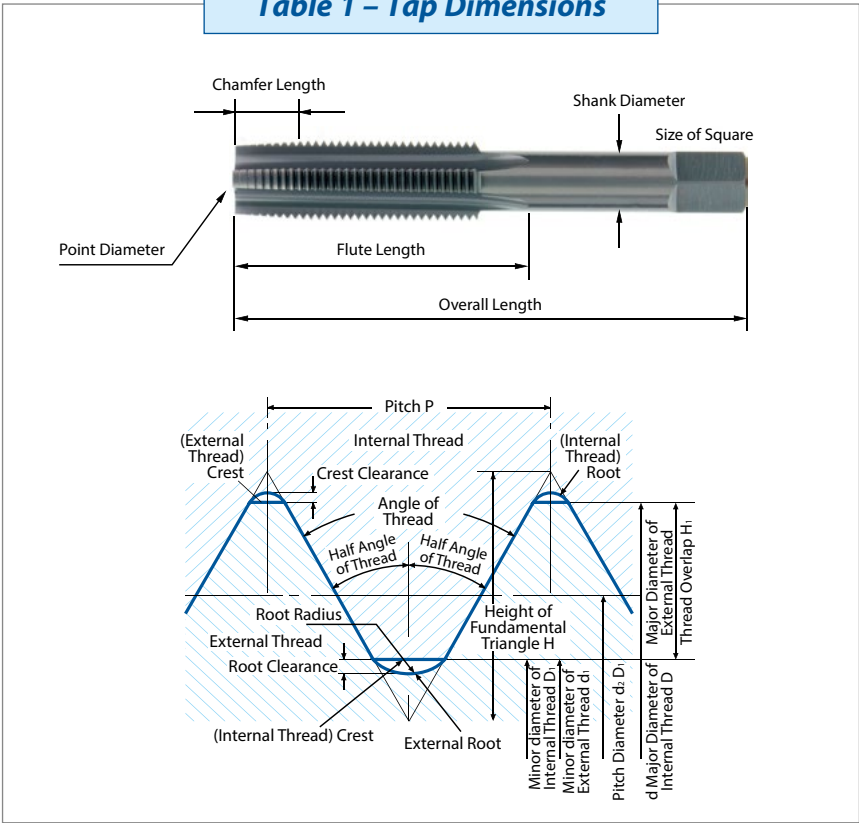 Table 1 – Tap Dimensions
Chamfer Length
Shank Diameter
Size of Square
Point Diameter
Flute Length
Overall Length
Pitch P
(External
Thread)
Crest
Internal Thread
(Internal
Thread)
Root
Crest Clearance
Angle of
Thread
Half Angle
of Thread
Half Angle
of Thread
Root Radius
External Thread
Root Clearance
Height of
Fundamental
Triangle H
(Internal Thread) Crest
External Root
Minor diameter of
Internal Thread D₁
Minor diameter of
External Thread d₁
Pitch Diameter d₂ D₁
Major Diameter of
External Thread
Thread Overlap H₁
d Major Diameter of
Internal Thread D